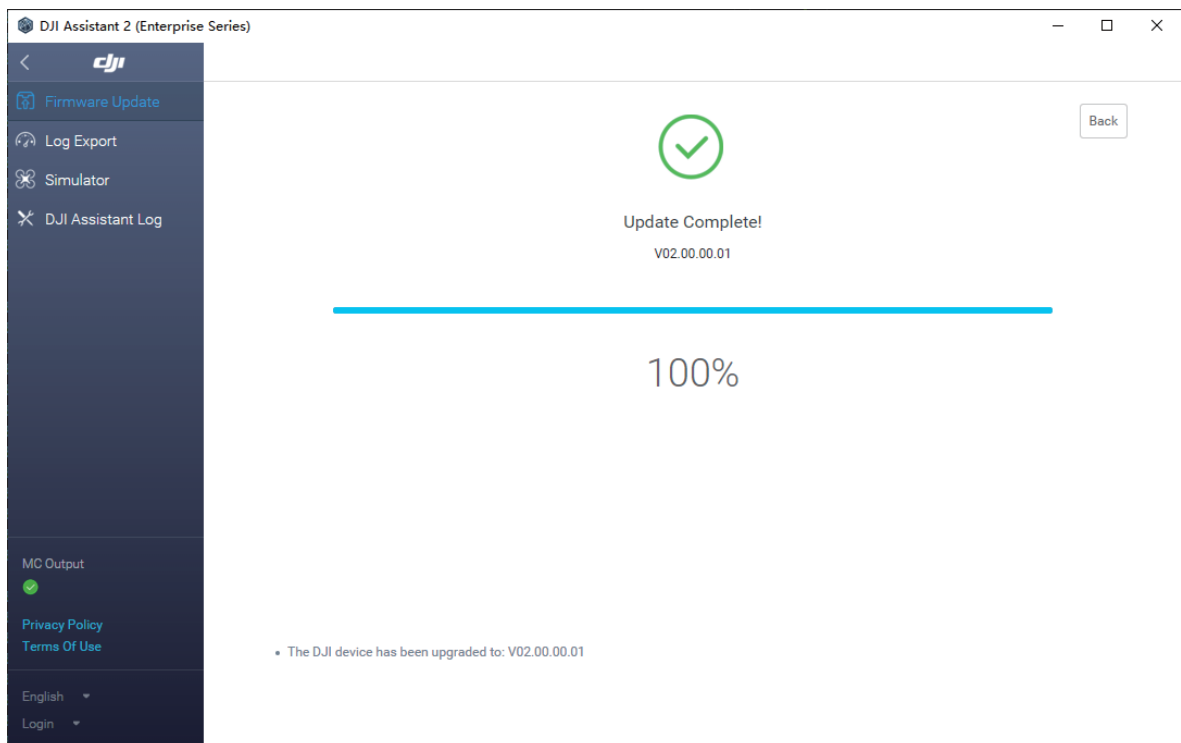 DJI Assistant 2 (Enterprise Series)
dji
Firmware Update
Log Export
Simulator
DJI Assistant Log
MC Output
Privacy Policy
Terms Of Use
English
Login
Back
Update Complete!
V02.00.00.01
100%
• The DJI device has been upgraded to: V02.00.00.01